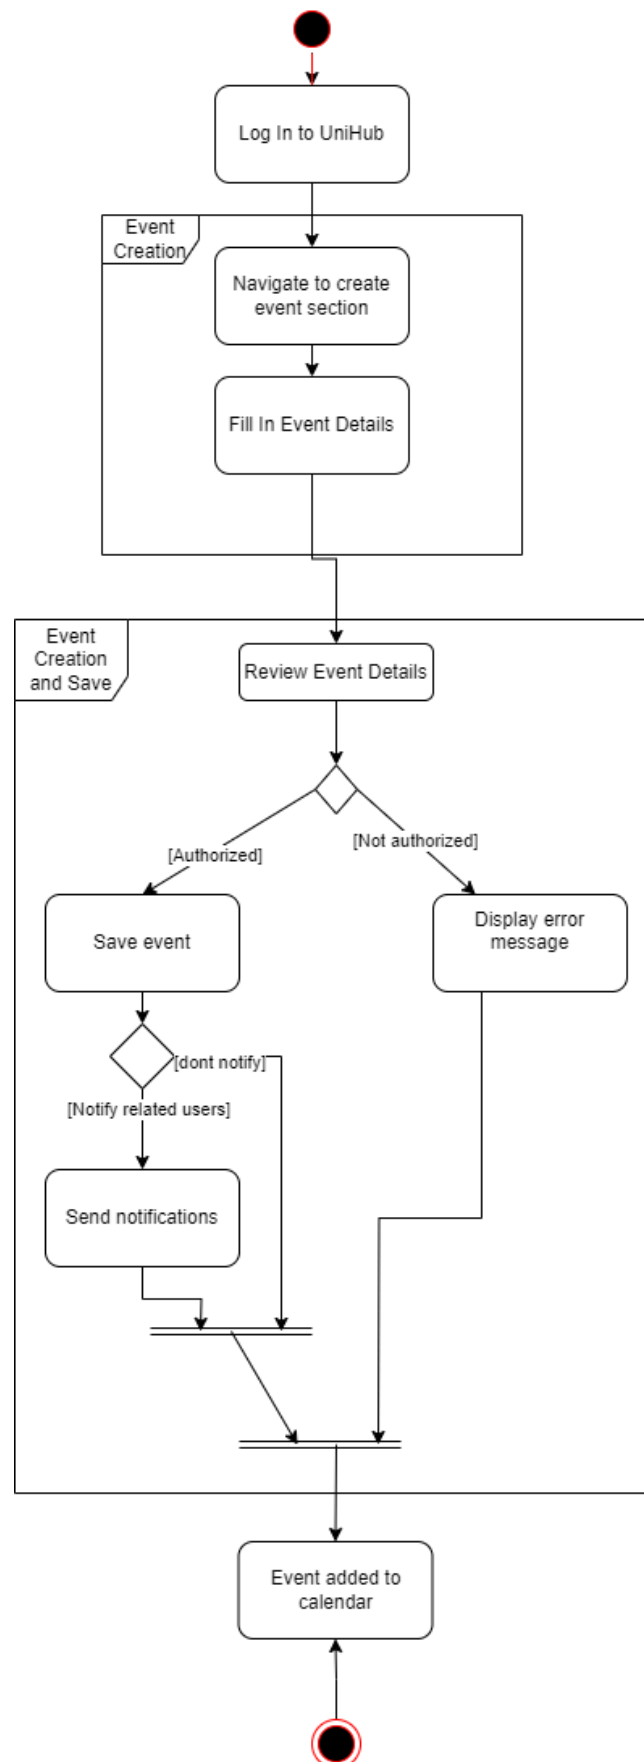 Log In to UniHub
Event
Creation
Navigate to create
event section
Fill In Event Details
Event
Creation
and Save
Review Event Details
[Not authorized]
[Authorized]
Save event
Display error
message
[dont notify]
[Notify related users]
Send notifications
Event added to
calendar